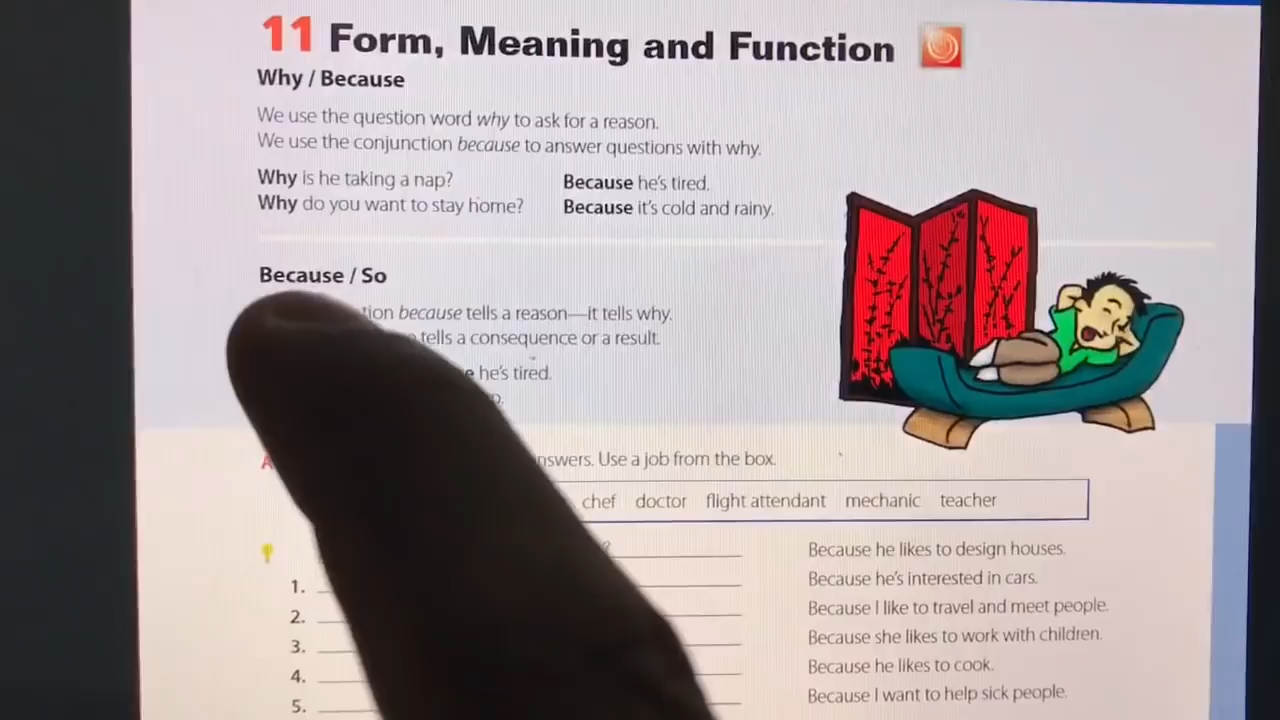 11 Form, Meaning and Function
Why / Because
We use the question word why to ask for a reason.
We use the conjunction because to answer questions with why.
Why is he taking a nap? Because he's tired.
Why do you want to stay home? Because it's cold and rainy.
Because / So
because tells a reason—it tells why.
tells a consequence or a result.
he's tired.
A
Use a job from the box.
chef doctor flight attendant mechanic teacher
? Because he likes to design houses.
1. Because he's interested in cars.
2. Because I like to travel and meet people.
3. Because she likes to work with children.
4. Because he likes to cook.
5. Because I want to help sick people.